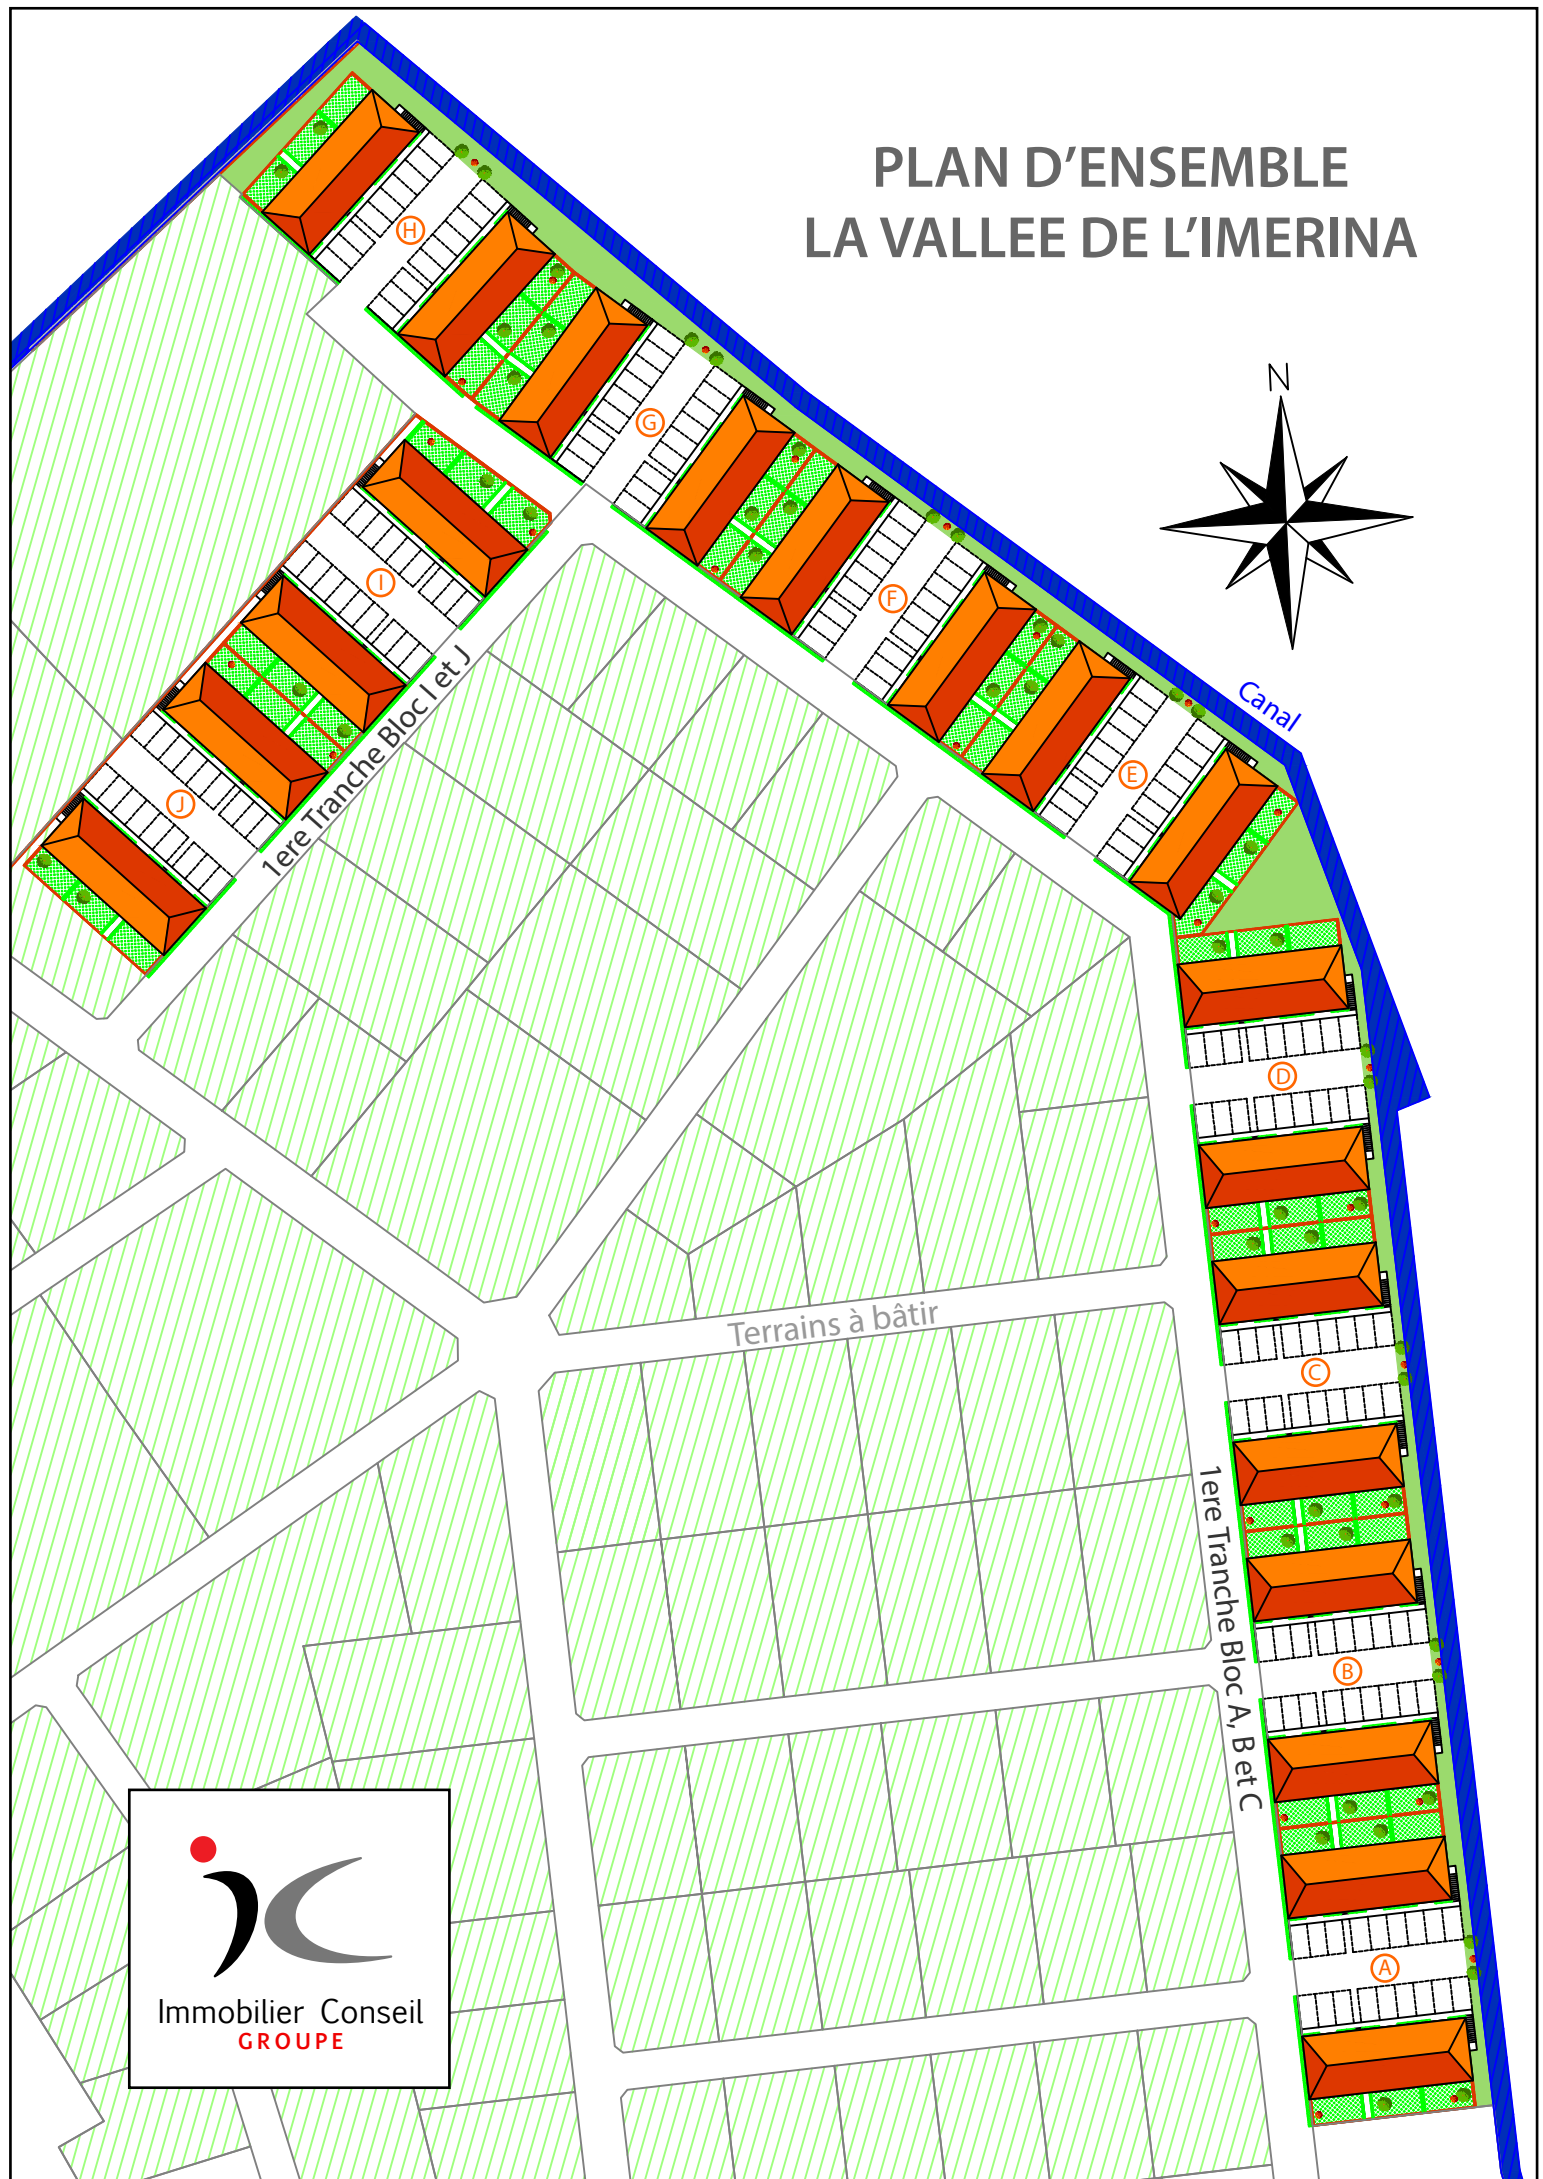 PLAN D'ENSEMBLE
LA VALLEE DE L'IMERINA
N
H
G
F
Canal
I
E
1ere Tranche Bloc I et J
J
D
Terrains à bâtir
C
1ere Tranche Bloc A, B et C
B
A
Immobilier Conseil
GROUPE